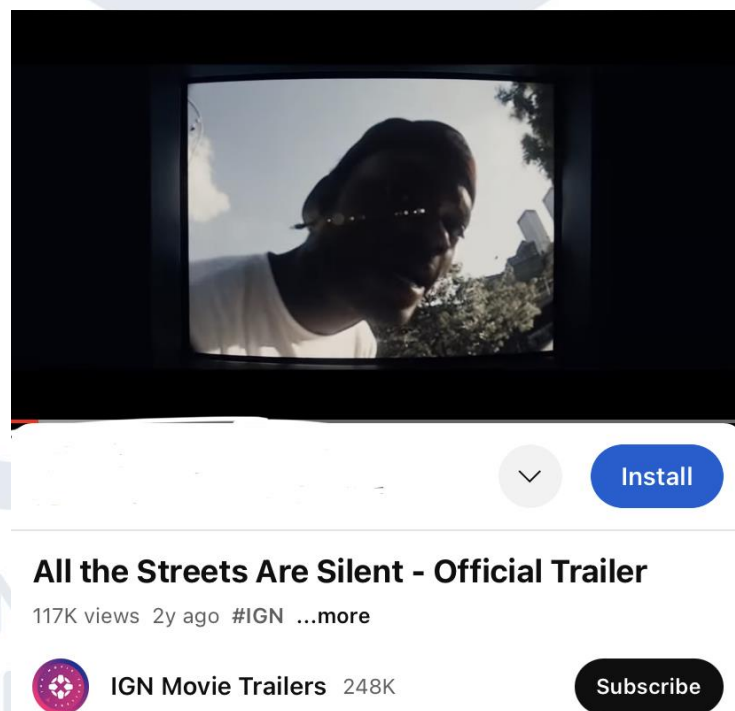 Install
All the Streets Are Silent - Official Trailer
117K views 2y ago #IGN ...more
IGN Movie Trailers 248K
Subscribe